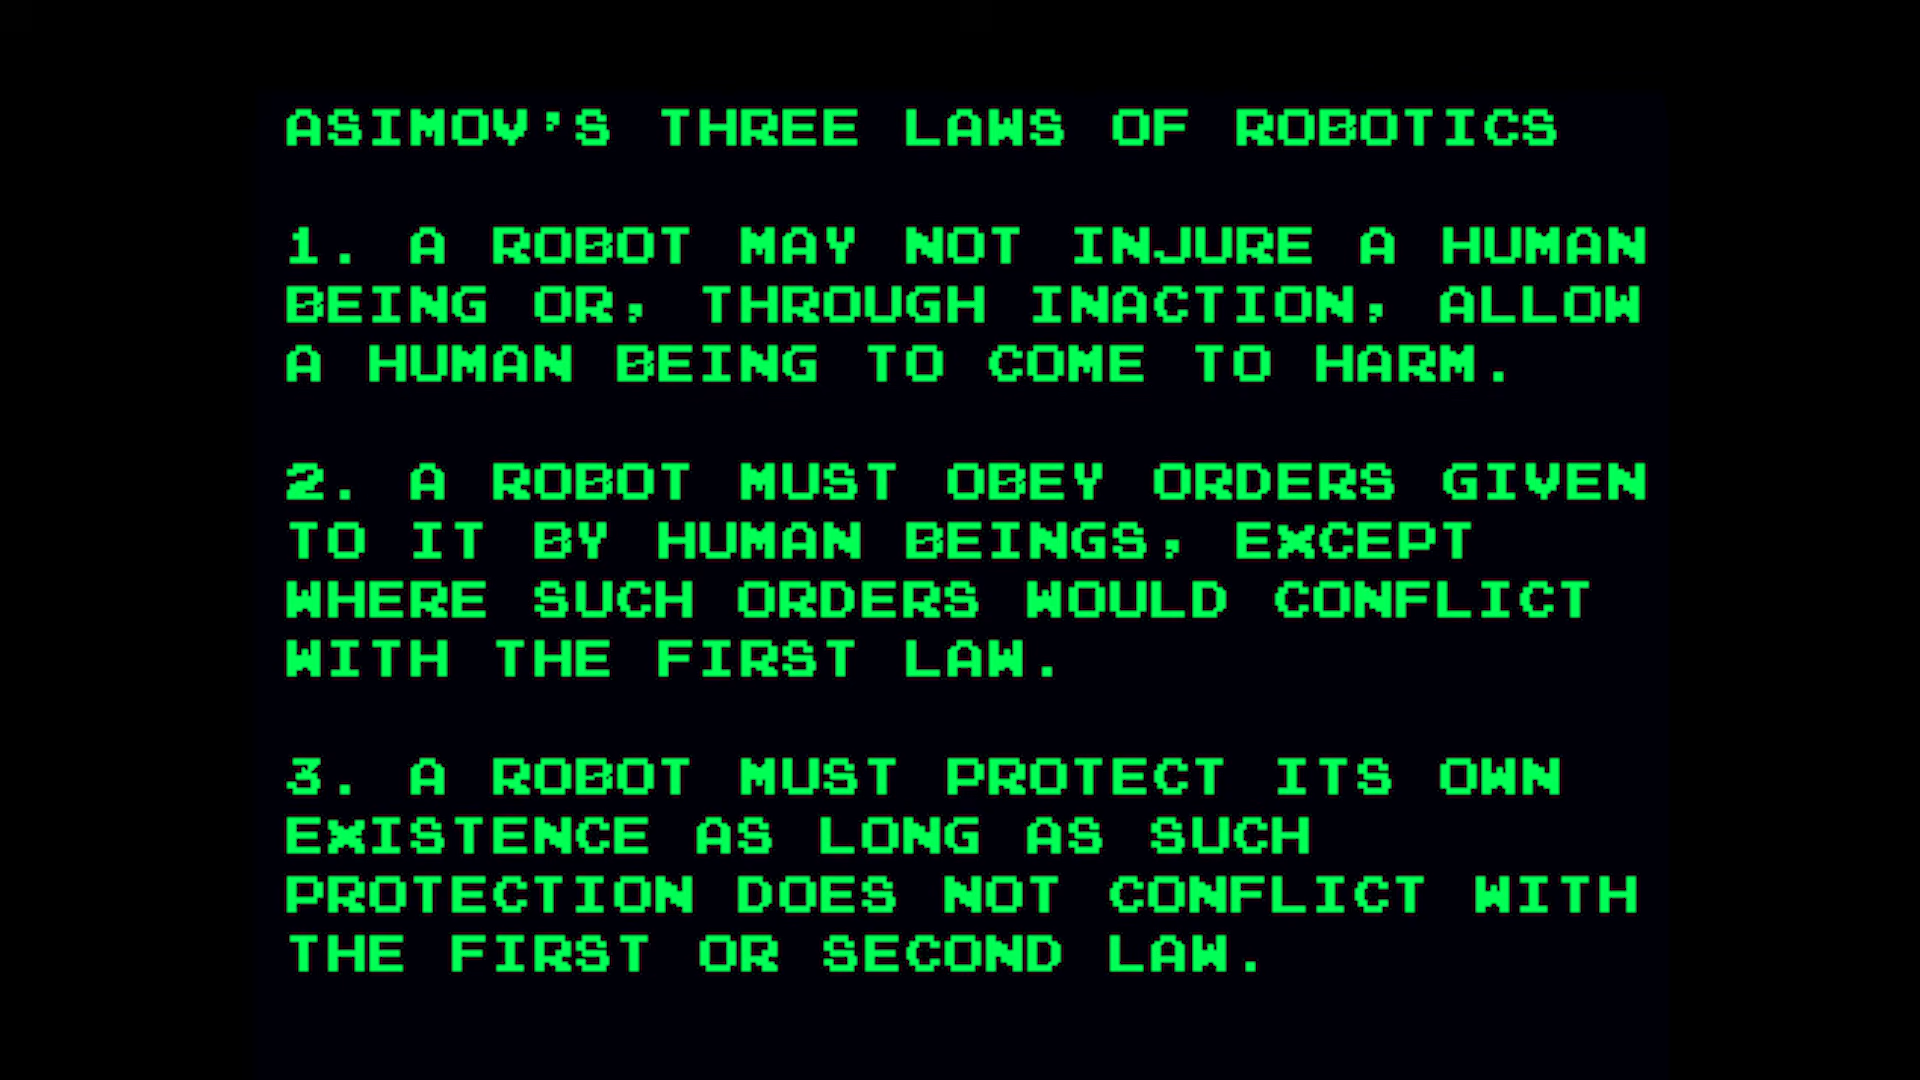 ASIMOV'S THREE LAWS OF ROBOTICS
1. A ROBOT MAY NOT INJURE A HUMAN
BEING OR, THROUGH INACTION, ALLOW
A HUMAN BEING TO COME TO HARM.
2. A ROBOT MUST OBEY ORDERS GIVEN
TO IT BY HUMAN BEINGS, EXCEPT
WHERE SUCH ORDERS WOULD CONFLICT
WITH THE FIRST LAW.
3. A ROBOT MUST PROTECT ITS OWN
EXISTENCE AS LONG AS SUCH
PROTECTION DOES NOT CONFLICT WITH
THE FIRST OR SECOND LAW.